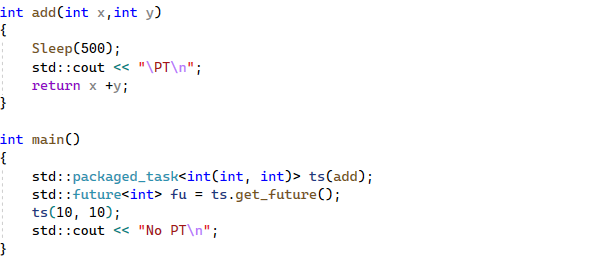 int add(int x,int y)
{
    Sleep(500);
    std::cout << "\PT\n";
    return x +y;
}

int main()
{
    std::packaged_task<int(int, int)> ts(add);
    std::future<int> fu = ts.get_future();
    ts(10, 10);
    std::cout << "No PT\n";
}